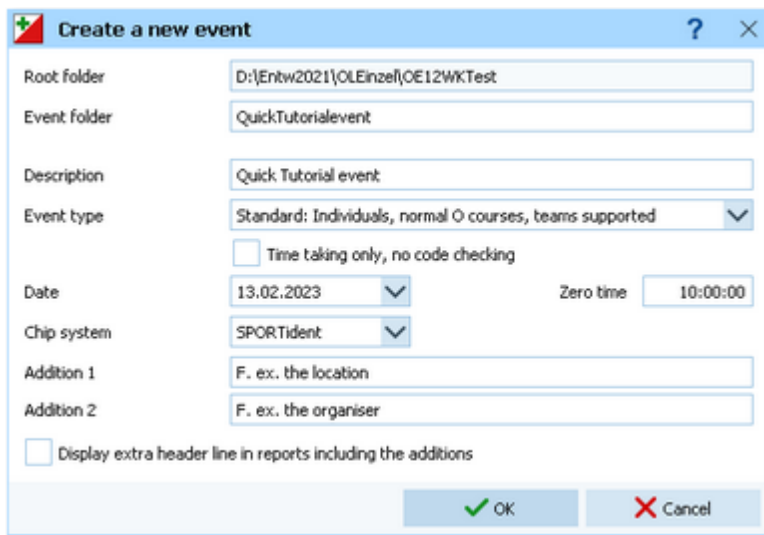 Create a new event ?
Root folder D:\Entw2021\OLEinzel\OE12WKTest
Event folder QuickTutorialevent
Description Quick Tutorial event
Event type Standard: Individuals, normal O courses, teams supported
Time taking only, no code checking
Date 13.02.2023 Zero time 10:00:00
Chip system SPORTident
Addition 1 F. ex. the location
Addition 2 F. ex. the organiser
Display extra header line in reports including the additions
OK Cancel